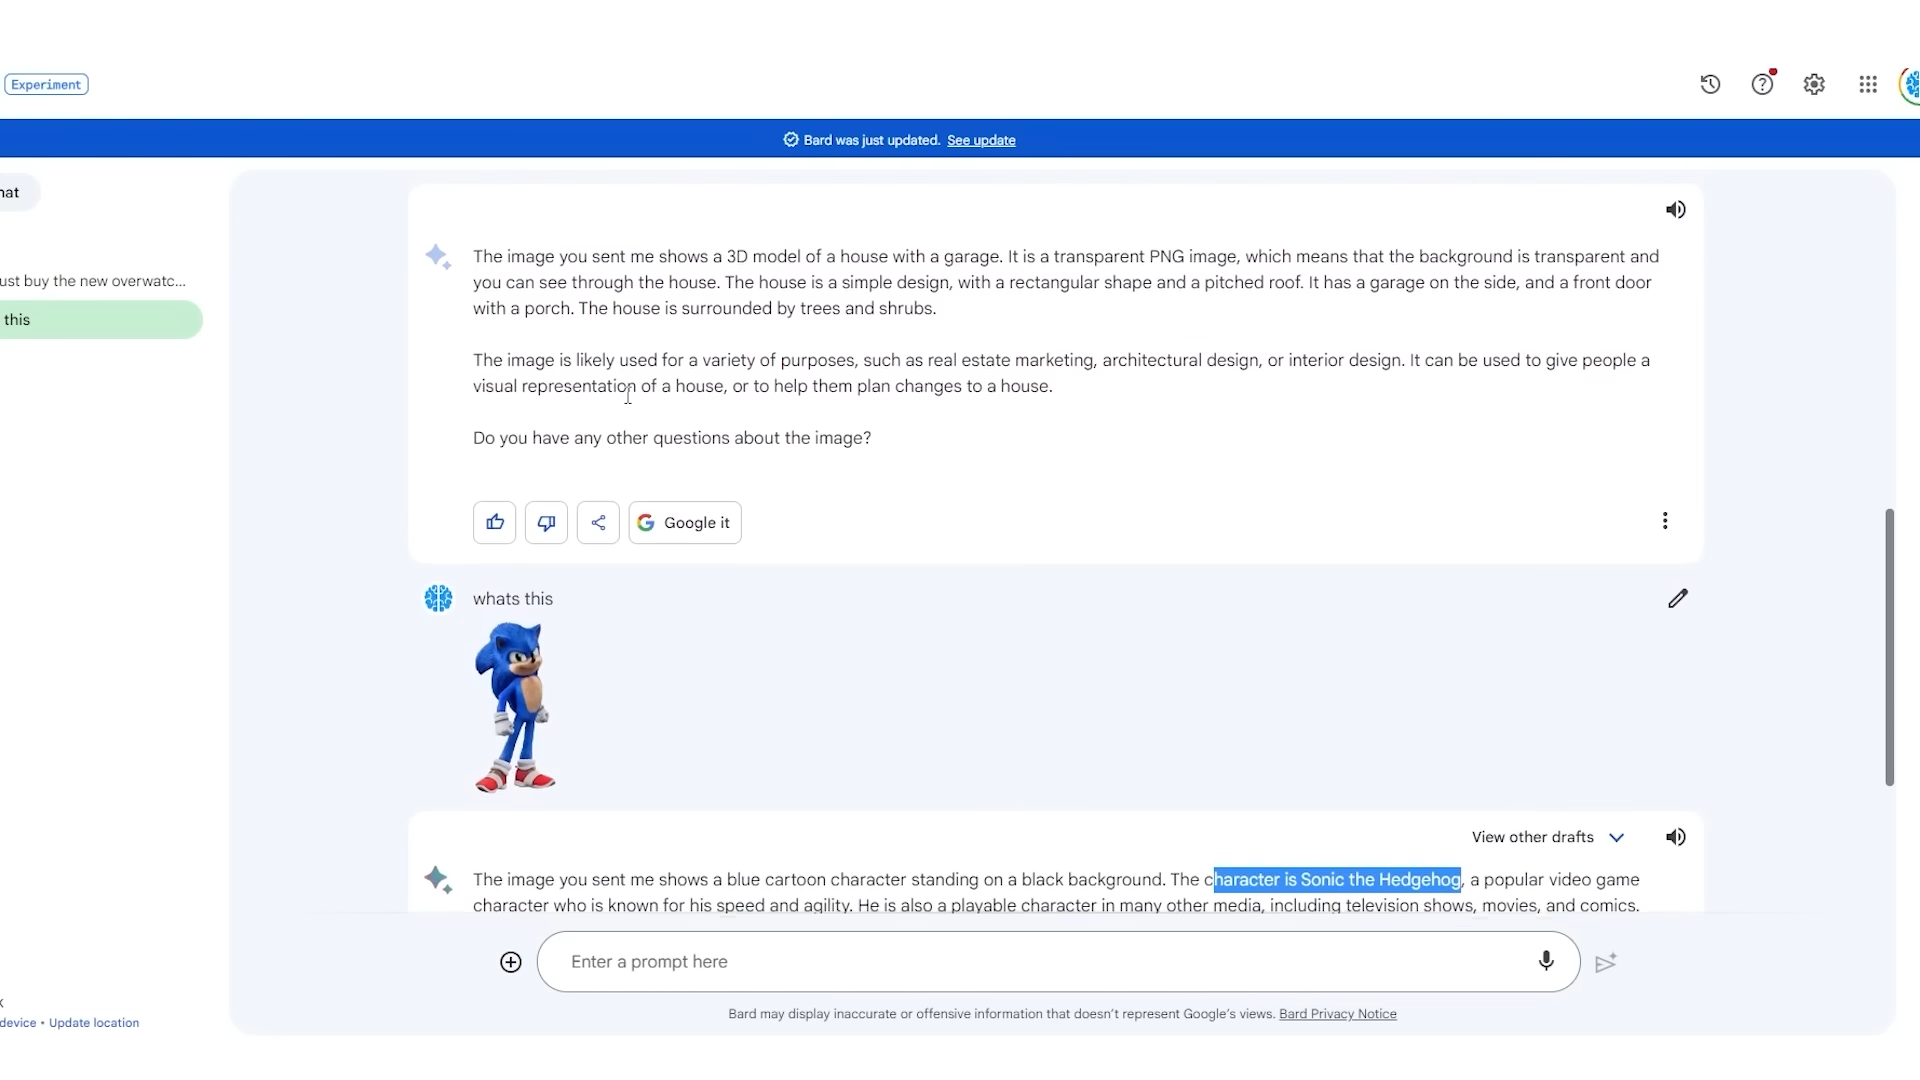 Experiment
Bard was just updated. See update
hat
ust buy the new overwatc...
this
The image you sent me shows a 3D model of a house with a garage. It is a transparent PNG image, which means that the background is transparent and
you can see through the house. The house is a simple design, with a rectangular shape and a pitched roof. It has a garage on the side, and a front door
with a porch. The house is surrounded by trees and shrubs.
The image is likely used for a variety of purposes, such as real estate marketing, architectural design, or interior design. It can be used to give people a
visual representation of a house, or to help them plan changes to a house.
Do you have any other questions about the image?
Google it
whats this
View other drafts
The image you sent me shows a blue cartoon character standing on a black background. The character is Sonic the Hedgehog, a popular video game
character who is known for his speed and agility. He is also a playable character in many other media, including television shows, movies, and comics.
Enter a prompt here
Bard may display inaccurate or offensive information that doesn't represent Google's views. Bard Privacy Notice
device • Update location